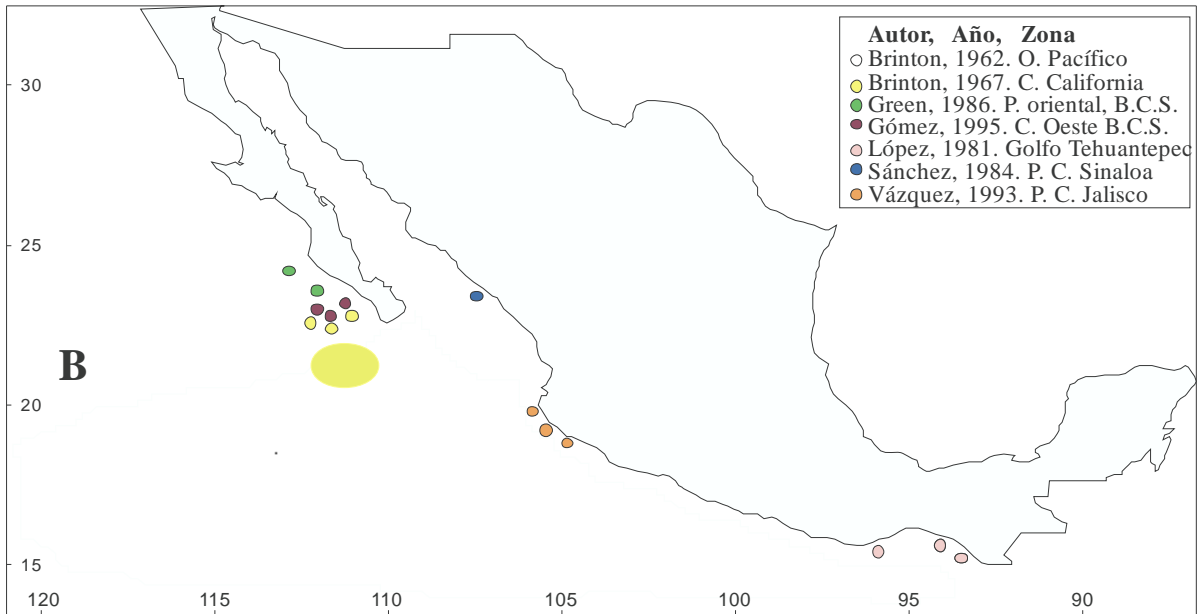 Autor, Año, Zona
Brinton, 1962. O. Pacífico
Brinton, 1967. C. California
Green, 1986. P. oriental, B.C.S.
Gómez, 1995. C. Oeste B.C.S.
López, 1981. Golfo Tehuantepec
Sánchez, 1984. P. C. Sinaloa
Vázquez, 1993. P. C. Jalisco
30
25
B
20
15
120 115 110 105 100 95 90